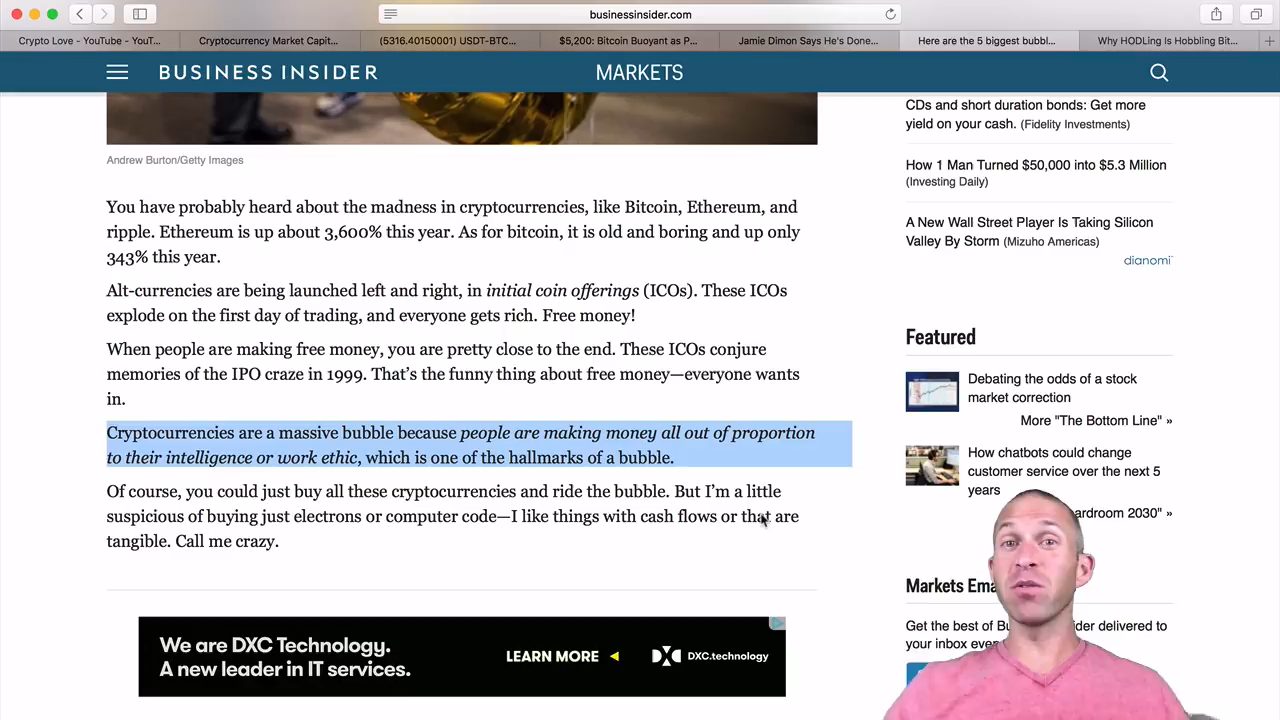 businessinsider.com
Crypto Love - YouTube - YouT...
Cryptocurrency Market Capit...
(5316.40150001) USDT-BTC...
$5,200: Bitcoin Buoyant as P...
Jamie Dimon Says He's Done...
Here are the 5 biggest bubbl...
Why HODLing Is Hobbling Bit...
BUSINESS INSIDER
MARKETS
Andrew Burton/Getty Images
You have probably heard about the madness in cryptocurrencies, like Bitcoin, Ethereum, and
ripple. Ethereum is up about 3,600% this year. As for bitcoin, it is old and boring and up only
343% this year.
Alt-currencies are being launched left and right, in initial coin offerings (ICOs). These ICOs
explode on the first day of trading, and everyone gets rich. Free money!
When people are making free money, you are pretty close to the end. These ICOs conjure
memories of the IPO craze in 1999. That's the funny thing about free money—everyone wants
in.
Cryptocurrencies are a massive bubble because people are making money all out of proportion
to their intelligence or work ethic, which is one of the hallmarks of a bubble.
Of course, you could just buy all these cryptocurrencies and ride the bubble. But I'm a little
suspicious of buying just electrons or computer code—I like things with cash flows or that are
tangible. Call me crazy.
We are DXC Technology.
A new leader in IT services.
LEARN MORE
DXC.technology
CDs and short duration bonds: Get more
yield on your cash. (Fidelity Investments)
How 1 Man Turned $50,000 into $5.3 Million
(Investing Daily)
A New Wall Street Player Is Taking Silicon
Valley By Storm (Mizuho Americas)
dianomi
Featured
Debating the odds of a stock
market correction
More "The Bottom Line" »
How chatbots could change
customer service over the next 5
years
2030" »
Markets
Get the best of
delivered to
your inbox